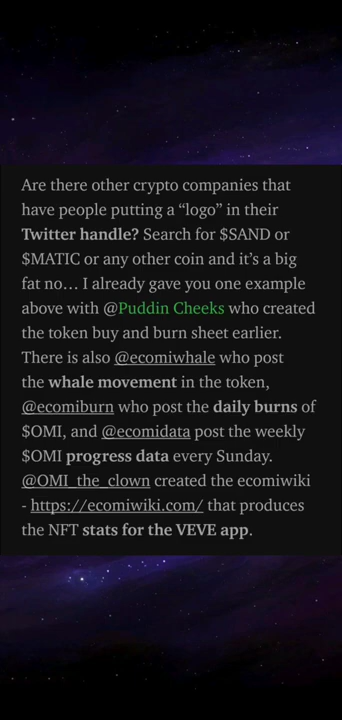 Are there other crypto companies that
have people putting a “logo” in their
Twitter handle? Search for $SAND or
$MATIC or any other coin and it’s a big
fat no… I already gave you one example
above with @Puddin Cheeks who created
the token buy and burn sheet earlier.
There is also @ecomiwhale who post
the whale movement in the token,
@ecomiburn who post the daily burns of
$OMI, and @ecomidata post the weekly
$OMI progress data every Sunday.
@OMI_the_clown created the ecomiwiki
- https://ecomiwiki.com/ that produces
the NFT stats for the VEVE app.